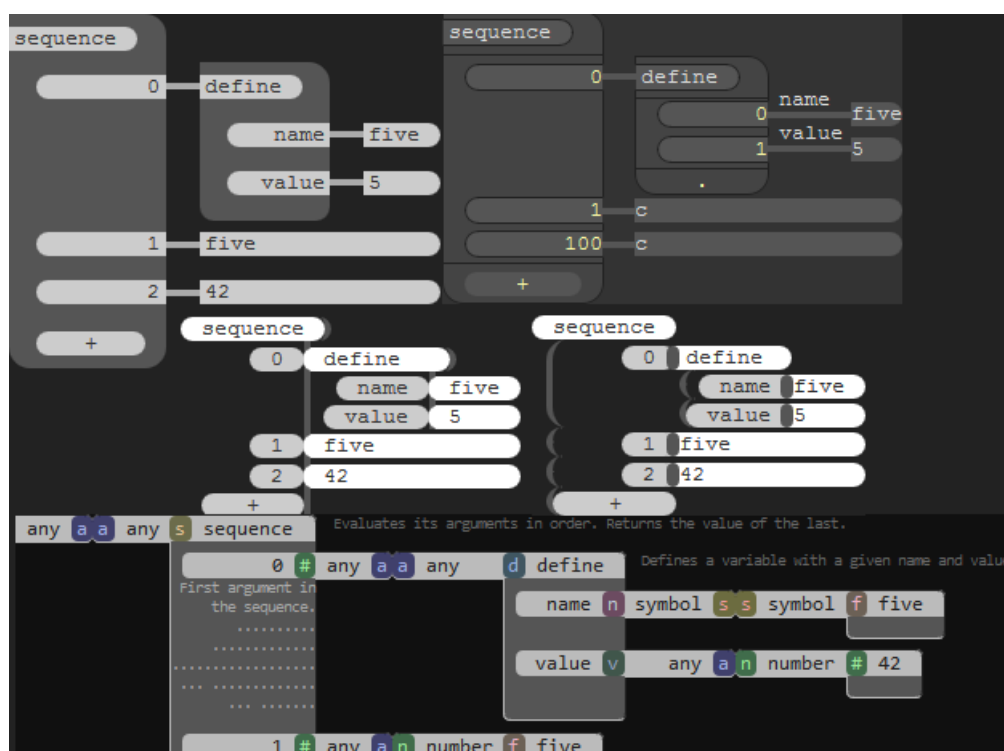 sequence
0 define
name five
value 5
1 five
2 42
+
sequence
0 define
0 name five
1 value 5
.
1 c
100 c
+
sequence
0 define
name five
value 5
1 five
2 42
+
sequence
0 define
name five
value 5
1 five
2 42
+
any a a any s sequence Evaluates its arguments in order. Returns the value of the last.
0 # any a a any d define Defines a variable with a given name and value
First argument in
the sequence.
name n symbol s s symbol f five
value v any a n number # 42
1 # any a n number f five